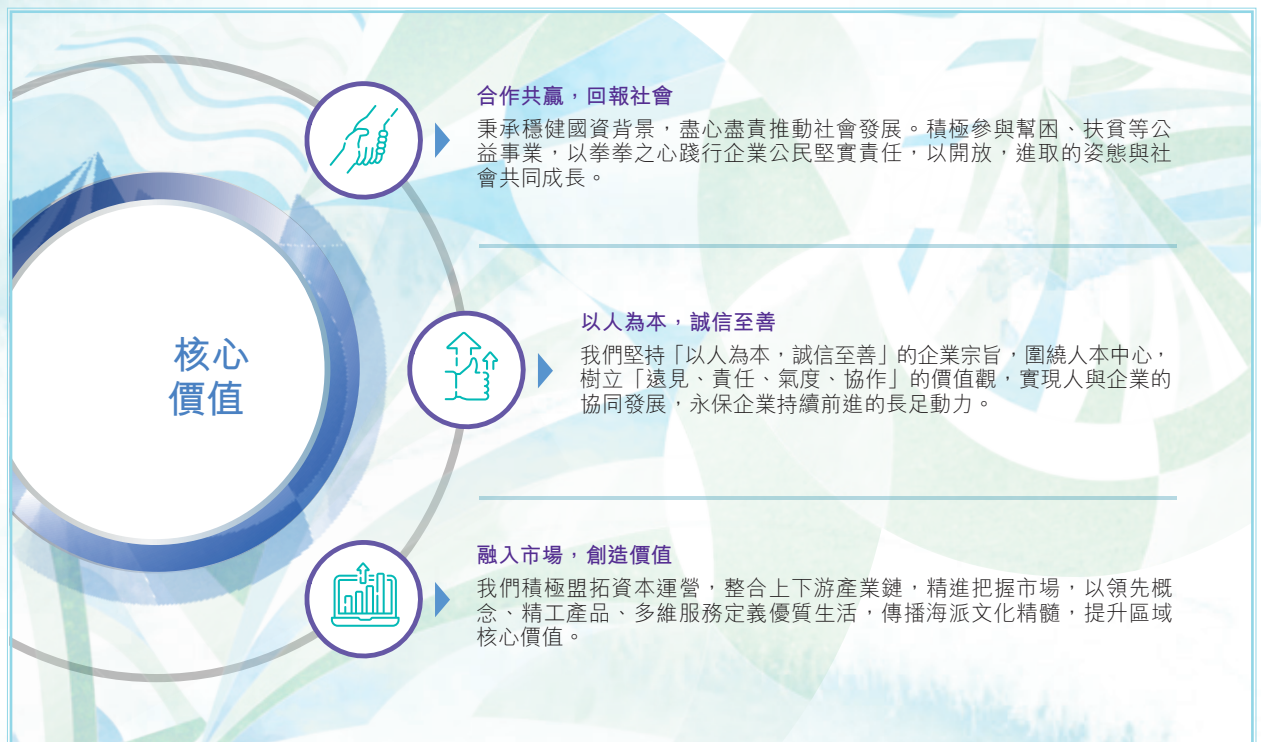 核心
價值
合作共贏，回報社會
秉承穩健國資背景，盡心盡責推動社會發展。積極參與幫困、扶貧等公
益事業，以拳拳之心踐行企業公民堅實責任，以開放，進取的姿態與社
會共同成長。
以人為本，誠信至善
我們堅持「以人為本，誠信至善」的企業宗旨，圍繞人本中心，
樹立「遠見、責任、氣度、協作」的價值觀，實現人與企業的
協同發展，永保企業持續前進的長足動力。
融入市場，創造價值
我們積極盟拓資本運營，整合上下游產業鏈，精進把握市場，以領先概
念、精工產品、多維服務定義優質生活，傳播海派文化精髓，提升區域
核心價值。